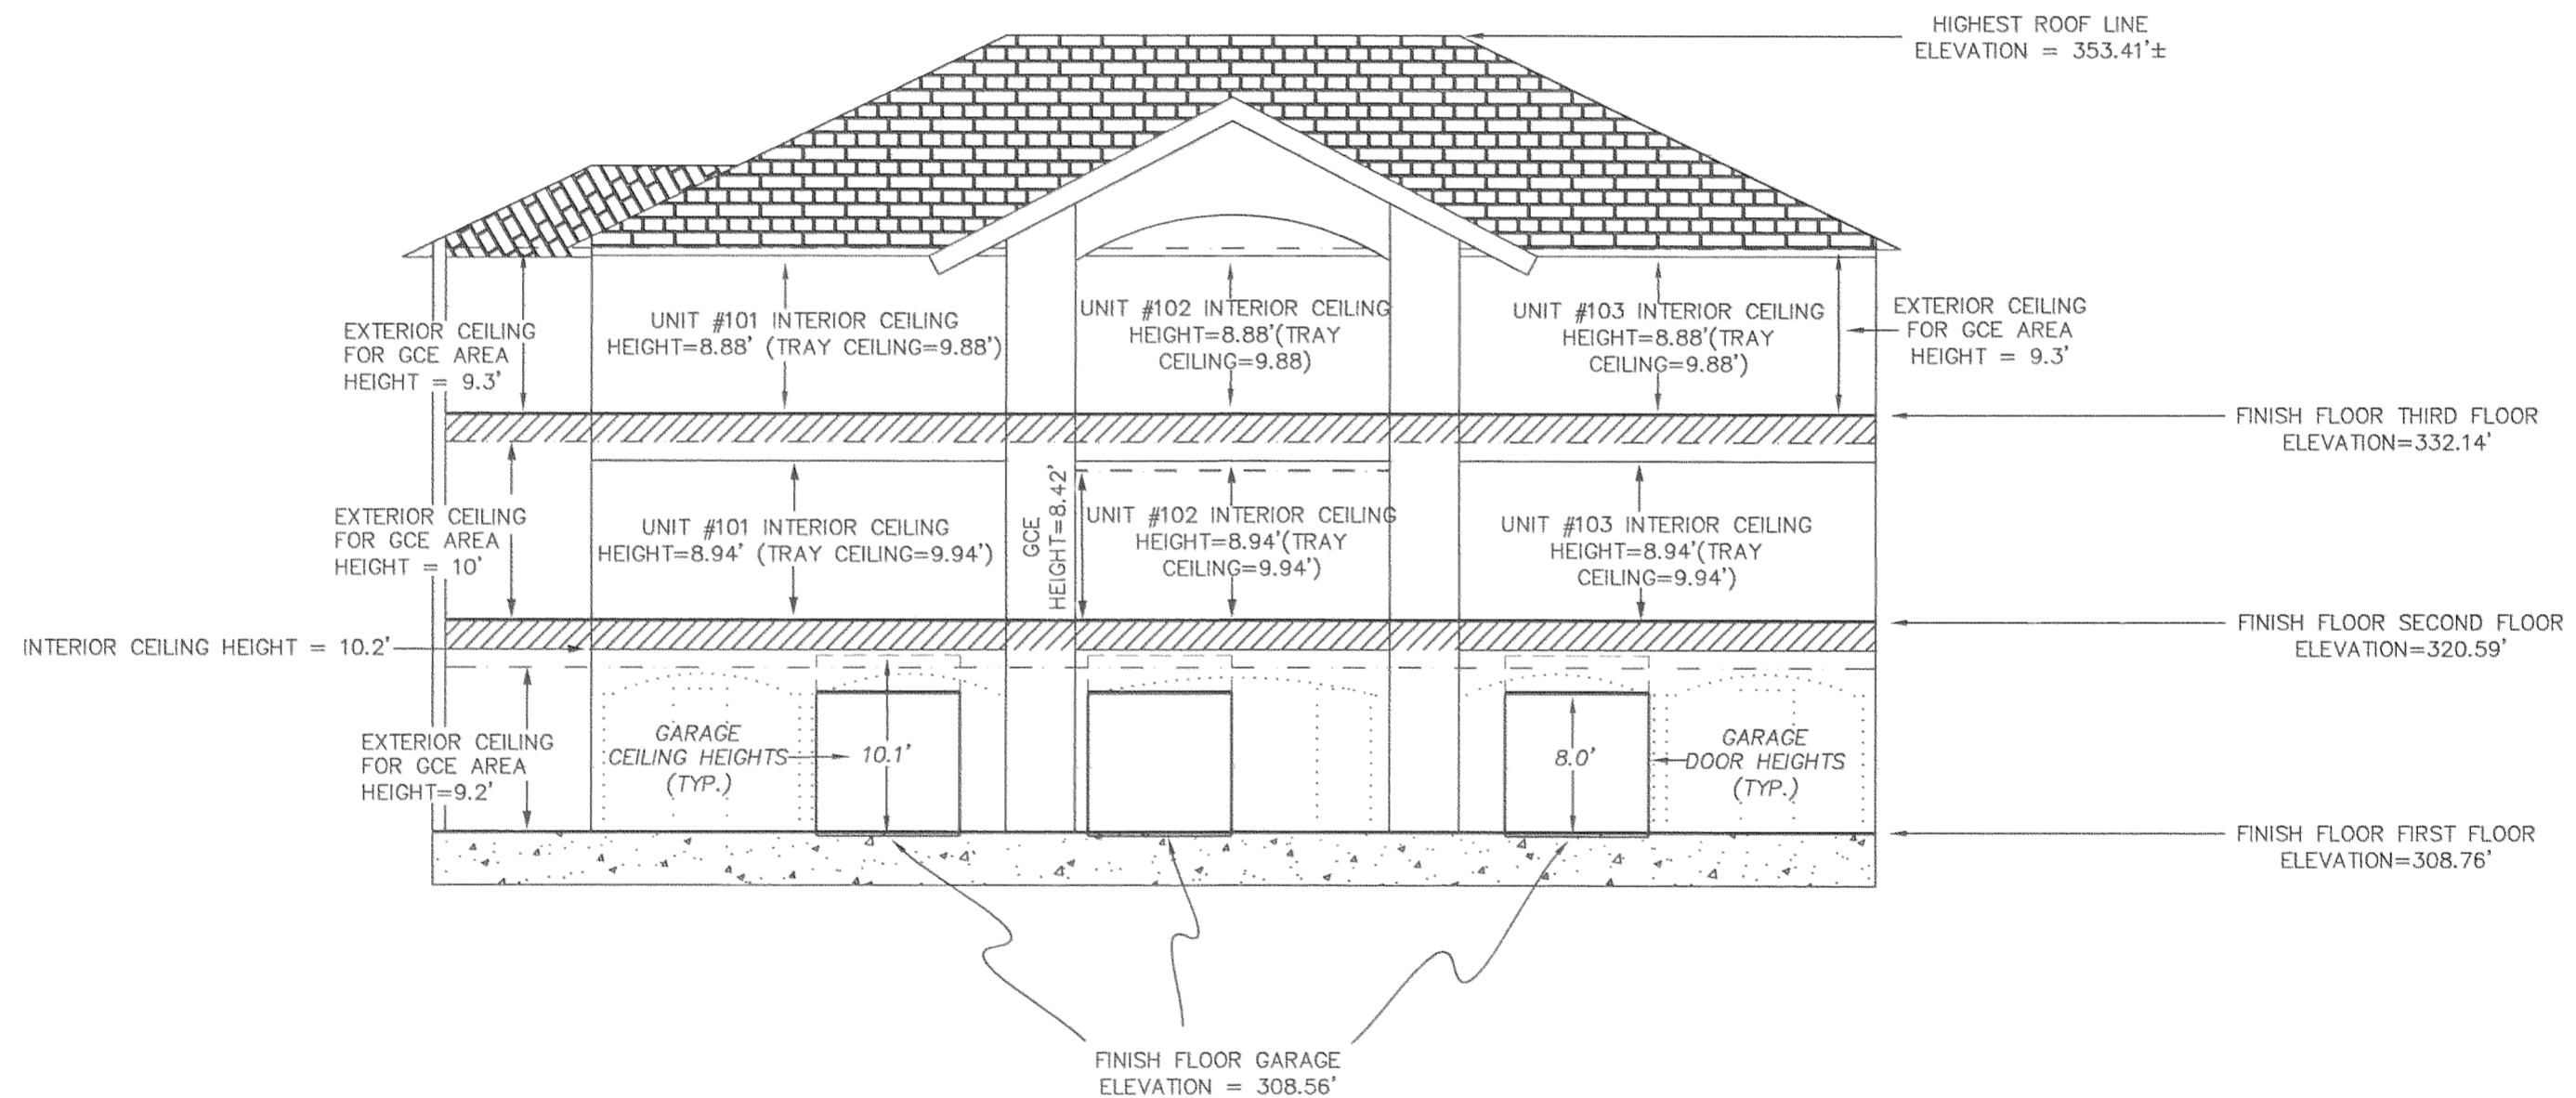 HIGHEST ROOF LINE
ELEVATION = 353.41'±
EXTERIOR CEILING
FOR GCE AREA
HEIGHT = 9.3'
UNIT #101 INTERIOR CEILING
HEIGHT=8.88' (TRAY CEILING=9.88')
UNIT #102 INTERIOR CEILING
HEIGHT=8.88'(TRAY
CEILING=9.88)
UNIT #103 INTERIOR CEILING
HEIGHT=8.88'(TRAY
CEILING=9.88')
EXTERIOR CEILING
FOR GCE AREA
HEIGHT = 9.3'
FINISH FLOOR THIRD FLOOR
ELEVATION=332.14'
EXTERIOR CEILING
FOR GCE AREA
HEIGHT = 10'
UNIT #101 INTERIOR CEILING
HEIGHT=8.94' (TRAY CEILING=9.94')
GCE
HEIGHT=8.42'
UNIT #102 INTERIOR CEILING
HEIGHT=8.94'(TRAY
CEILING=9.94')
UNIT #103 INTERIOR CEILING
HEIGHT=8.94'(TRAY
CEILING=9.94')
FINISH FLOOR SECOND FLOOR
ELEVATION=320.59'
INTERIOR CEILING HEIGHT = 10.2'
EXTERIOR CEILING
FOR GCE AREA
HEIGHT=9.2'
GARAGE
CEILING HEIGHTS
(TYP.)
10.1'
8.0'
GARAGE
DOOR HEIGHTS
(TYP.)
FINISH FLOOR FIRST FLOOR
ELEVATION=308.76'
FINISH FLOOR GARAGE
ELEVATION = 308.56'